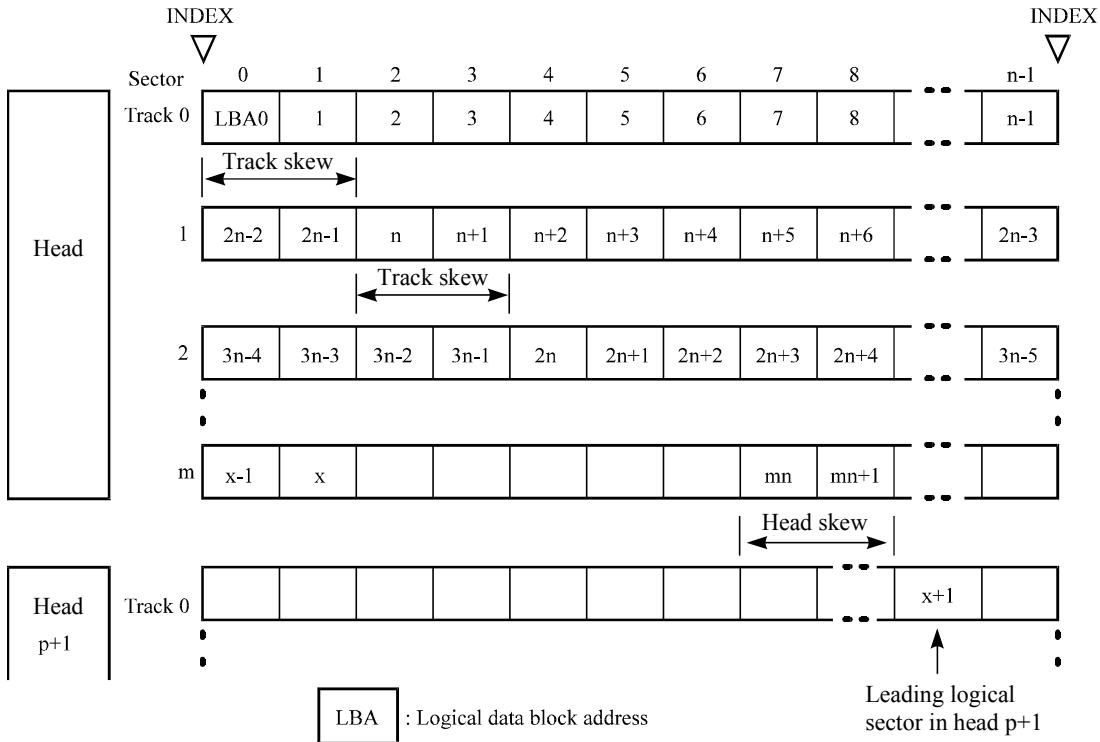 INDEX INDEX
Sector 0 1 2 3 4 5 6 7 8 n-1
Track 0 LBA0 1 2 3 4 5 6 7 8 n-1
Track skew
Head 1 2n-2 2n-1 n n+1 n+2 n+3 n+4 n+5 n+6 2n-3
Track skew
2 3n-4 3n-3 3n-2 3n-1 2n 2n+1 2n+2 2n+3 2n+4 3n-5
m x-1 x mn mn+1
Head skew
Head Track 0 x+1
p+1
Leading logical
sector in head p+1
LBA : Logical data block address